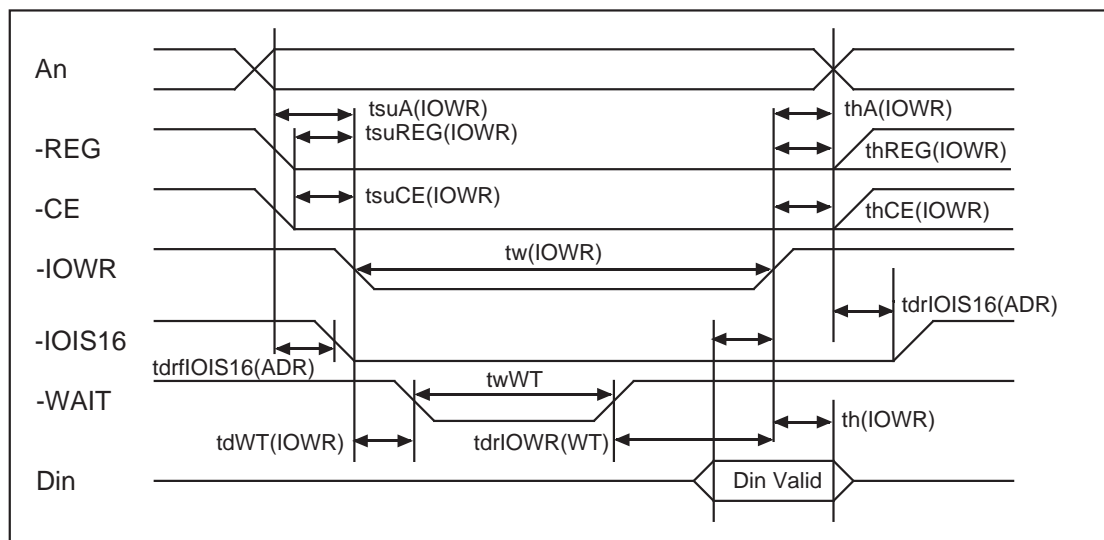 An
tsuA(IOWR)
thA(IOWR)
tsuREG(IOWR)
-REG
thREG(IOWR)
-CE
tsuCE(IOWR)
thCE(IOWR)
-IOWR
tw(IOWR)
tdrIOIS16(ADR)
-IOIS16
tdrfIOIS16(ADR)
twWT
-WAIT
tdWT(IOWR)
tdrIOWR(WT)
th(IOWR)
Din
Din Valid